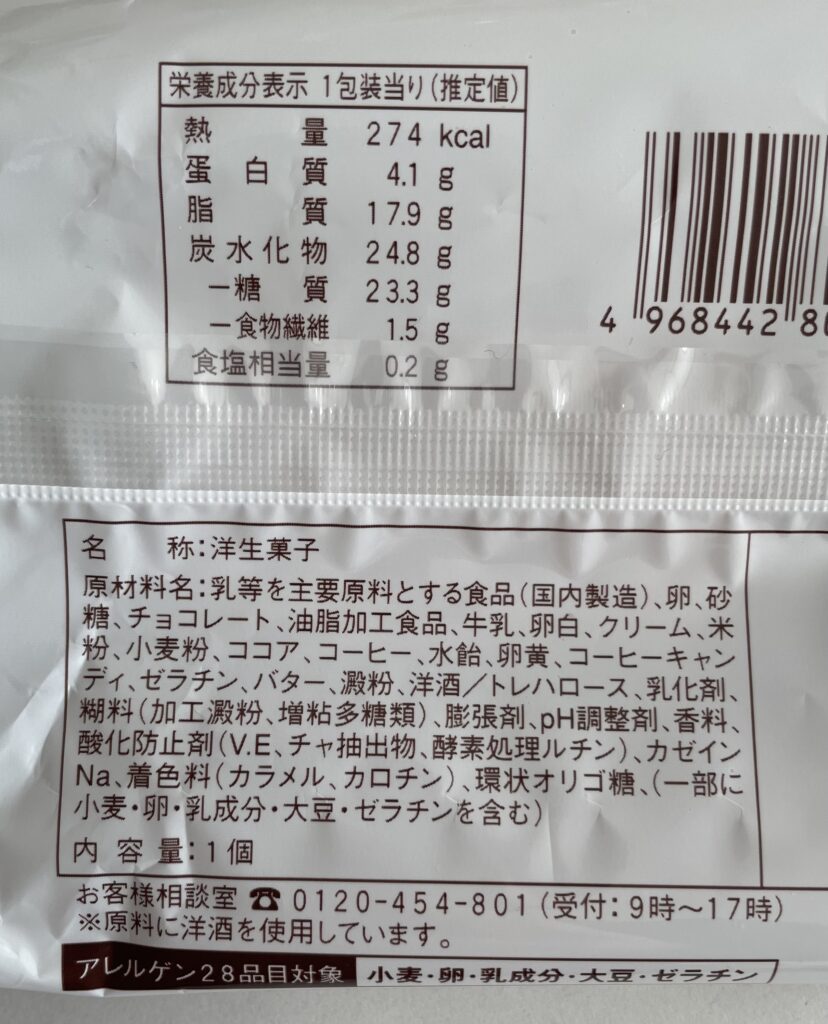 栄養成分表示 1包装当り(推定値)
熱量 274 kcal
蛋白質 4.1 g
脂質 17.9 g
炭水化物 24.8 g
－糖質 23.3 g
－食物繊維 1.5 g
食塩相当量 0.2 g
4 968442 8
名称:洋生菓子
原材料名:乳等を主要原料とする食品(国内製造)、卵、砂
糖、チョコレート、油脂加工食品、牛乳、卵白、クリーム、米
粉、小麦粉、ココア、コーヒー、水飴、卵黄、コーヒーキャン
ディ、ゼラチン、バター、澱粉、洋酒/トレハロース、乳化剤、
糊料(加工澱粉、増粘多糖類)、膨張剤、pH調整剤、香料、
酸化防止剤(V.E、チャ抽出物、酵素処理ルチン)、カゼイン
Na、着色料(カラメル、カロチン)、環状オリゴ糖、(一部に
小麦・卵・乳成分・大豆・ゼラチンを含む)
内容量:1個
お客様相談室 ☎ 0120-454-801(受付:9時〜17時)
※原料に洋酒を使用しています。
アレルゲン28品目対象 小麦・卵・乳成分・大豆・ゼラチン